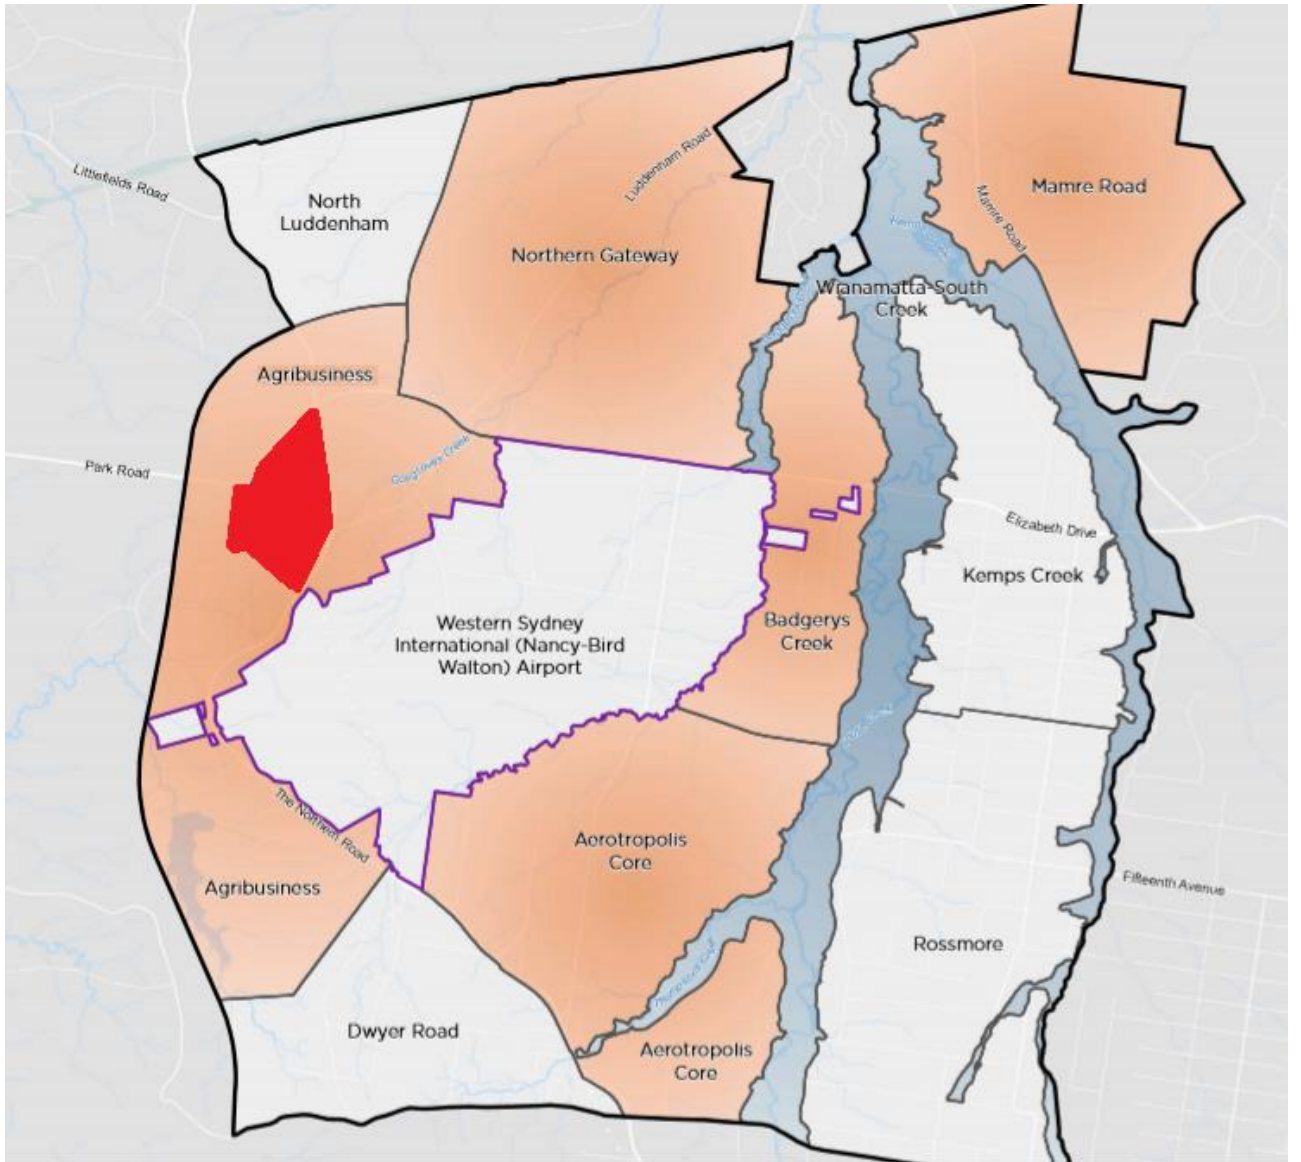 Littlefields Road
North
Luddenham
Luddenham Road
Mamre Road
Mamre Road
Northern Gateway
Wianamatta-South
Creek
Agribusiness
Park Road
Cosgroves Creek
Elizabeth Drive
Kemps Creek
Western Sydney
International (Nancy-Bird
Walton) Airport
Badgerys
Creek
The Northern Road
Aerotropolis
Core
Agribusiness
Fifteenth Avenue
Rossmore
Dwyer Road
Aerotropolis
Core